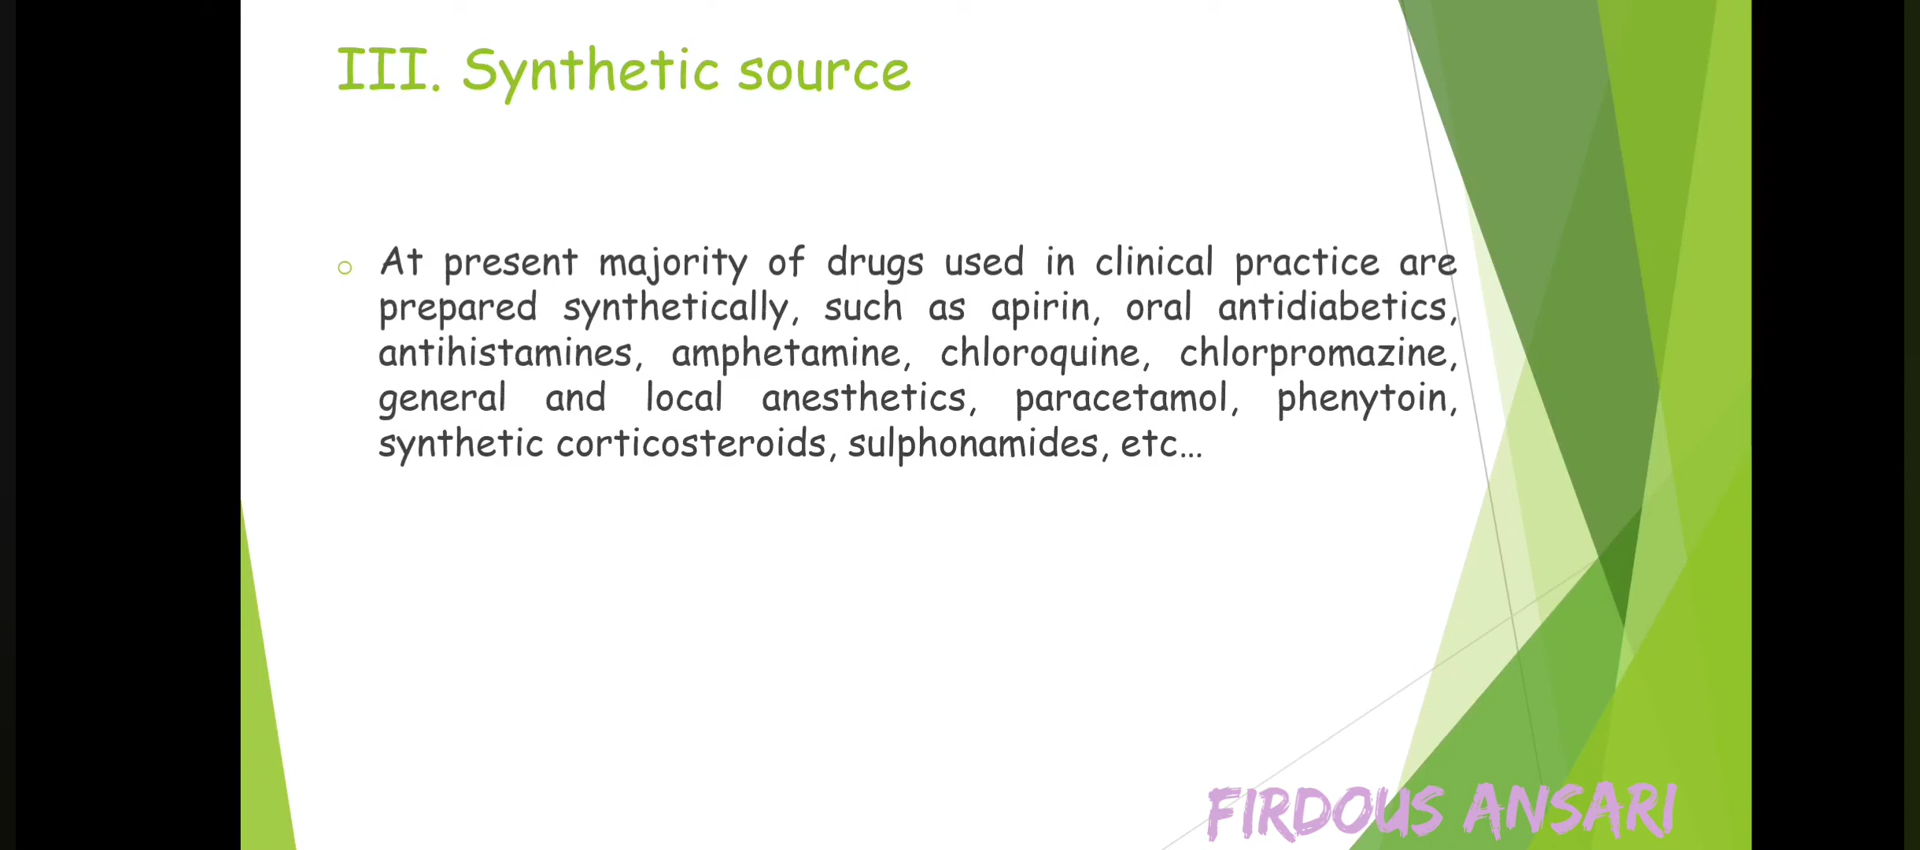 III. Synthetic source
○ At present majority of drugs used in clinical practice are
prepared synthetically, such as apirin, oral antidiabetics,
antihistamines, amphetamine, chloroquine, chlorpromazine,
general and local anesthetics, paracetamol, phenytoin,
synthetic corticosteroids, sulphonamides, etc...
FIRDOUS ANSARI